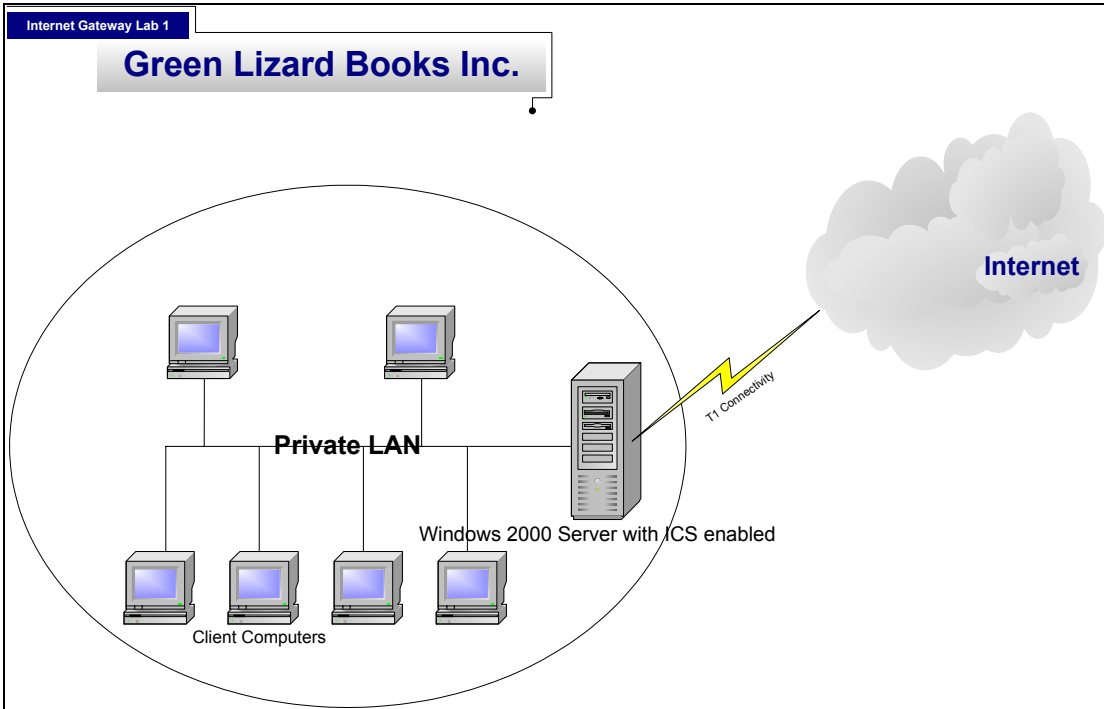 Internet Gateway Lab 1
Green Lizard Books Inc.
Internet
T1 Connectivity
Private LAN
Windows 2000 Server with ICS enabled
Client Computers